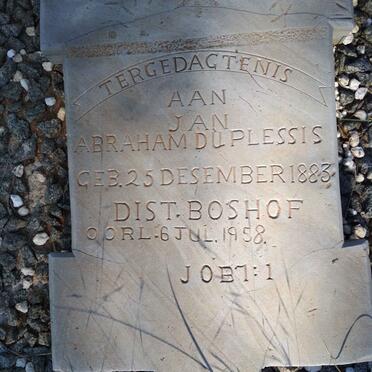 TERGEDAGTENIS
AAN
JAN
ABRAHAM DU PLESSIS
GEB. 25 DESEMBER 1883
DIST. BOSHOF
OORL: 6 JUL. 1958.
JOB 7:1